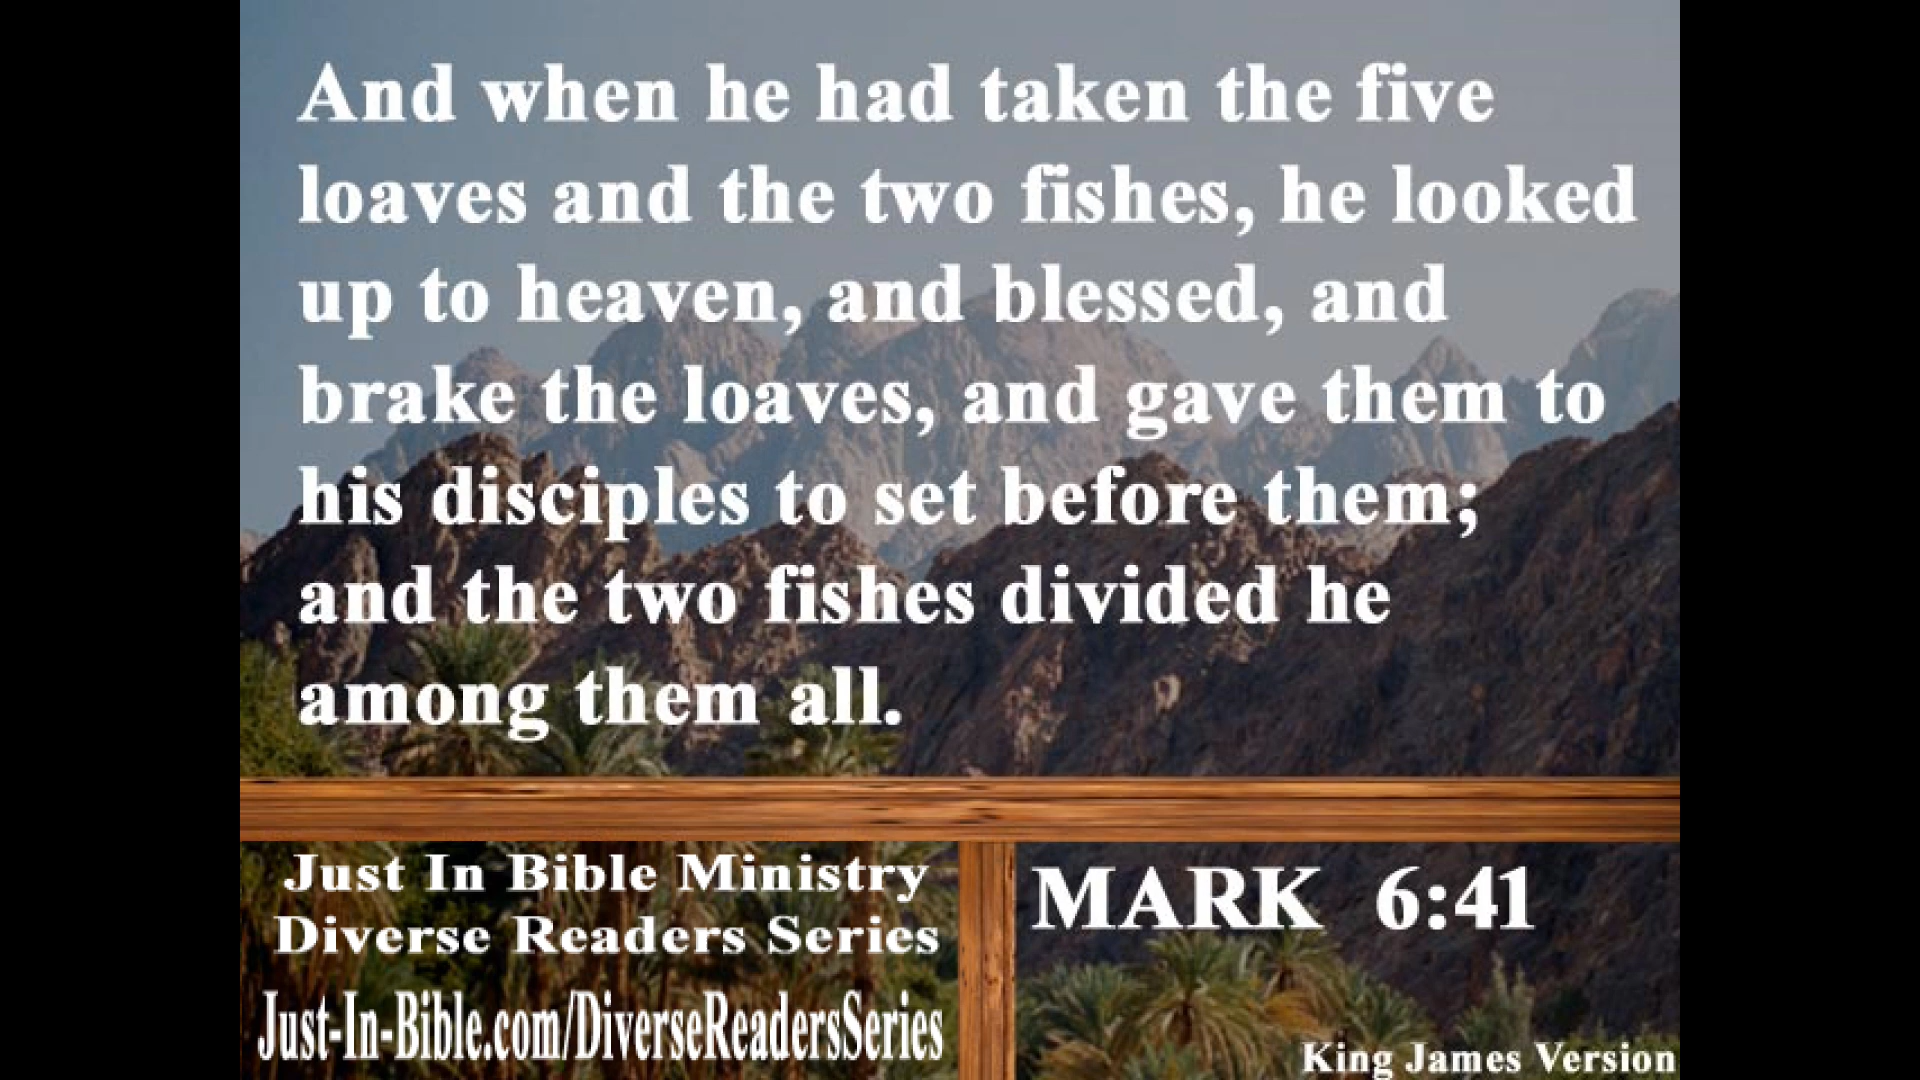 And when he had taken the five
loaves and the two fishes, he looked
up to heaven, and blessed, and
brake the loaves, and gave them to
his disciples to set before them;
and the two fishes divided he
among them all.
Just In Bible Ministry
Diverse Readers Series
Just-In-Bible.com/DiverseReadersSeries
MARK 6:41
King James Version